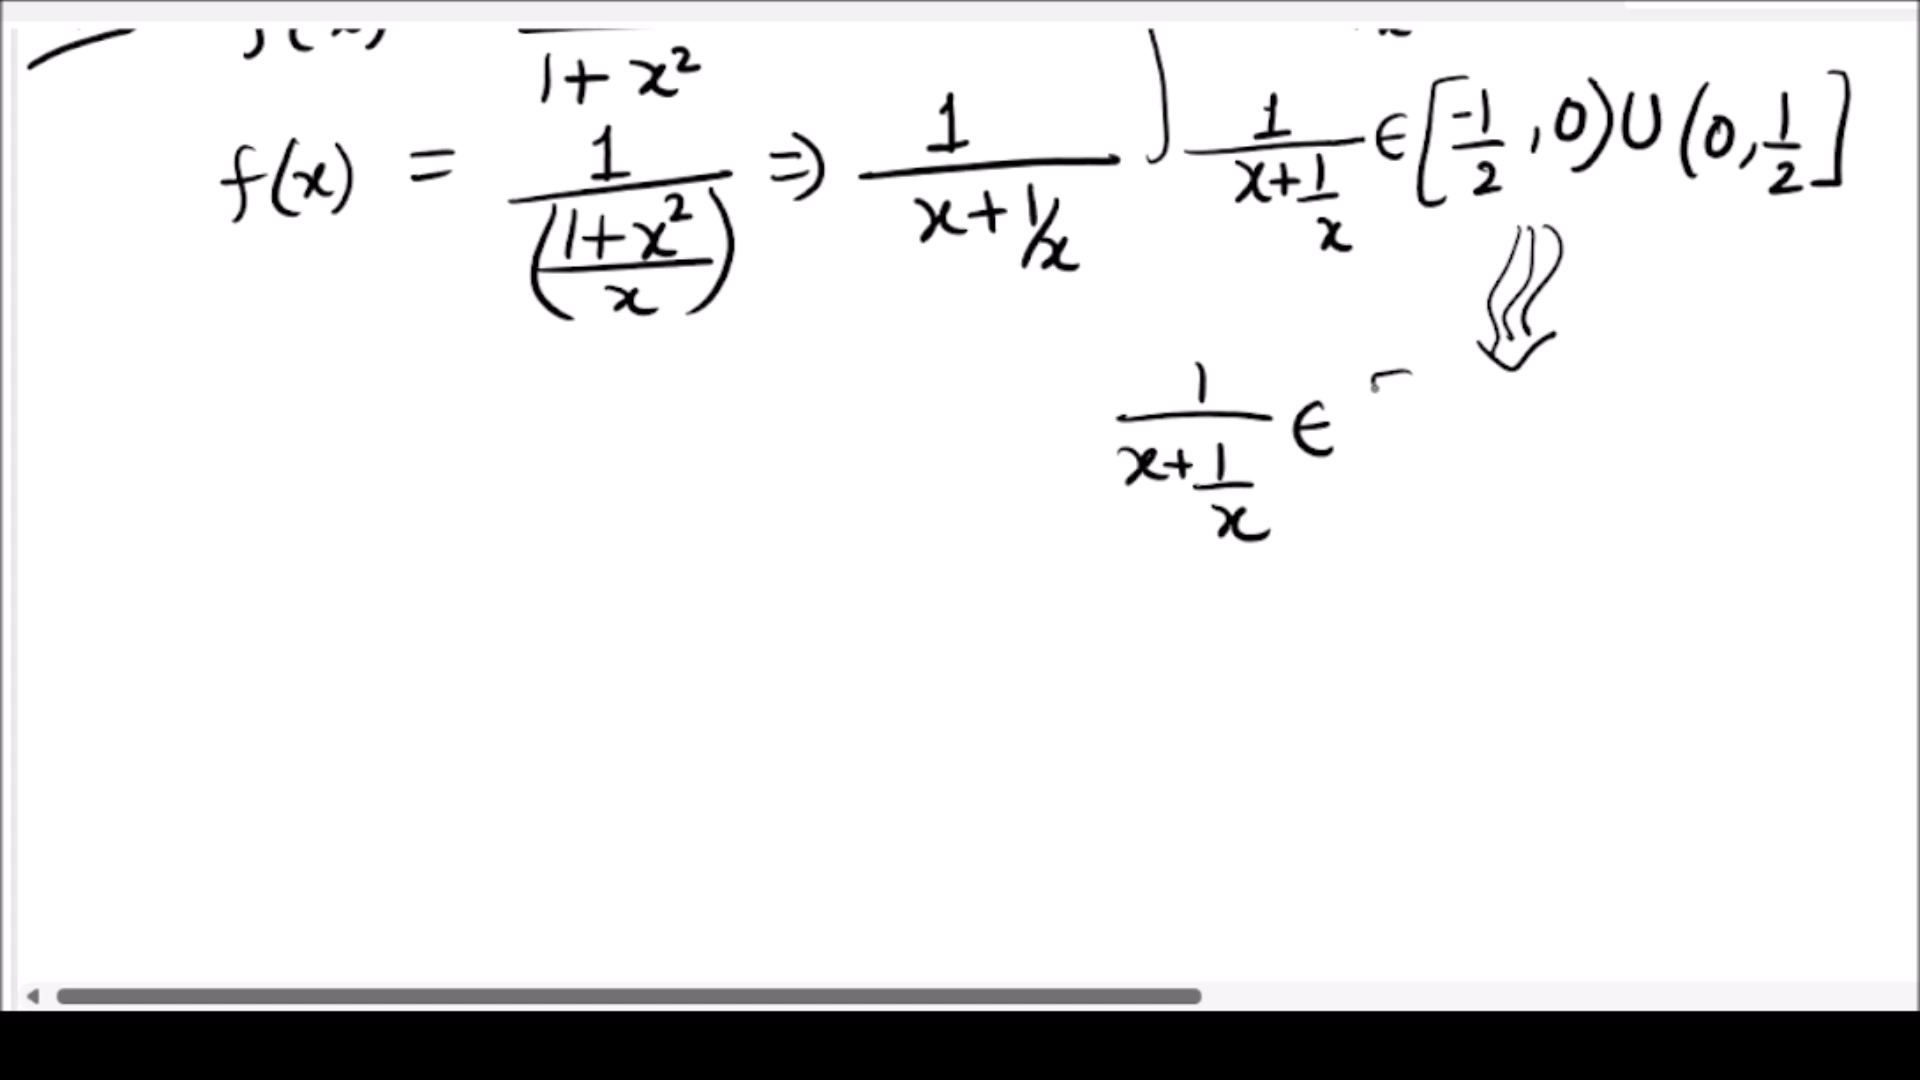 1 + x²
f(x) = 1/((1+x²)/x) ⇒ 1/(x + 1/x)
1/(x + 1/x) ∈ [-1/2, 0) ∪ (0, 1/2]
1/(x + 1/x) ∈